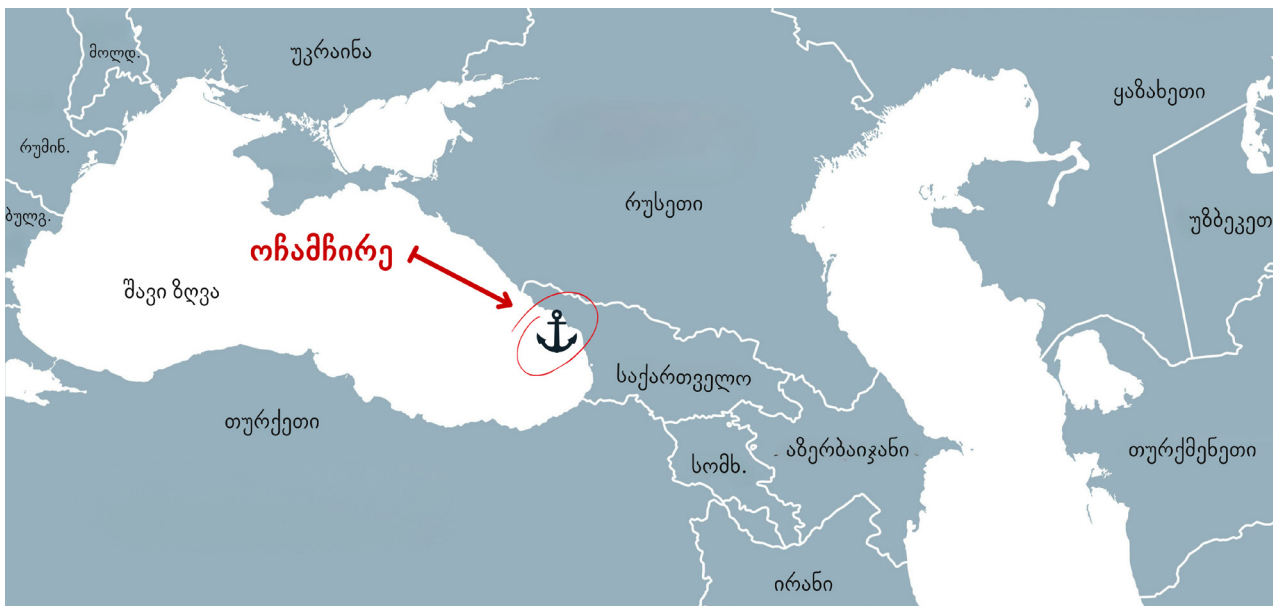 მოლდ.
უკრაინა
ყაზახეთი
რუმინ.
რუსეთი
ბულგ.
უზბეკეთ
ოჩამჩირე
შავი ზღვა
საქართველო
თურქეთი
აზერბაიჯანი
თურქმენეთი
სომხ.
ირანი